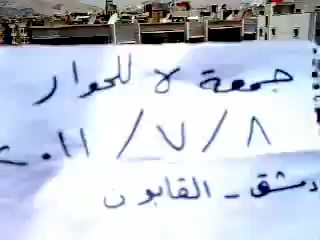 جمعة لا للحوار
٨ / ٧ / ٢٠١١
دمشق - القابون